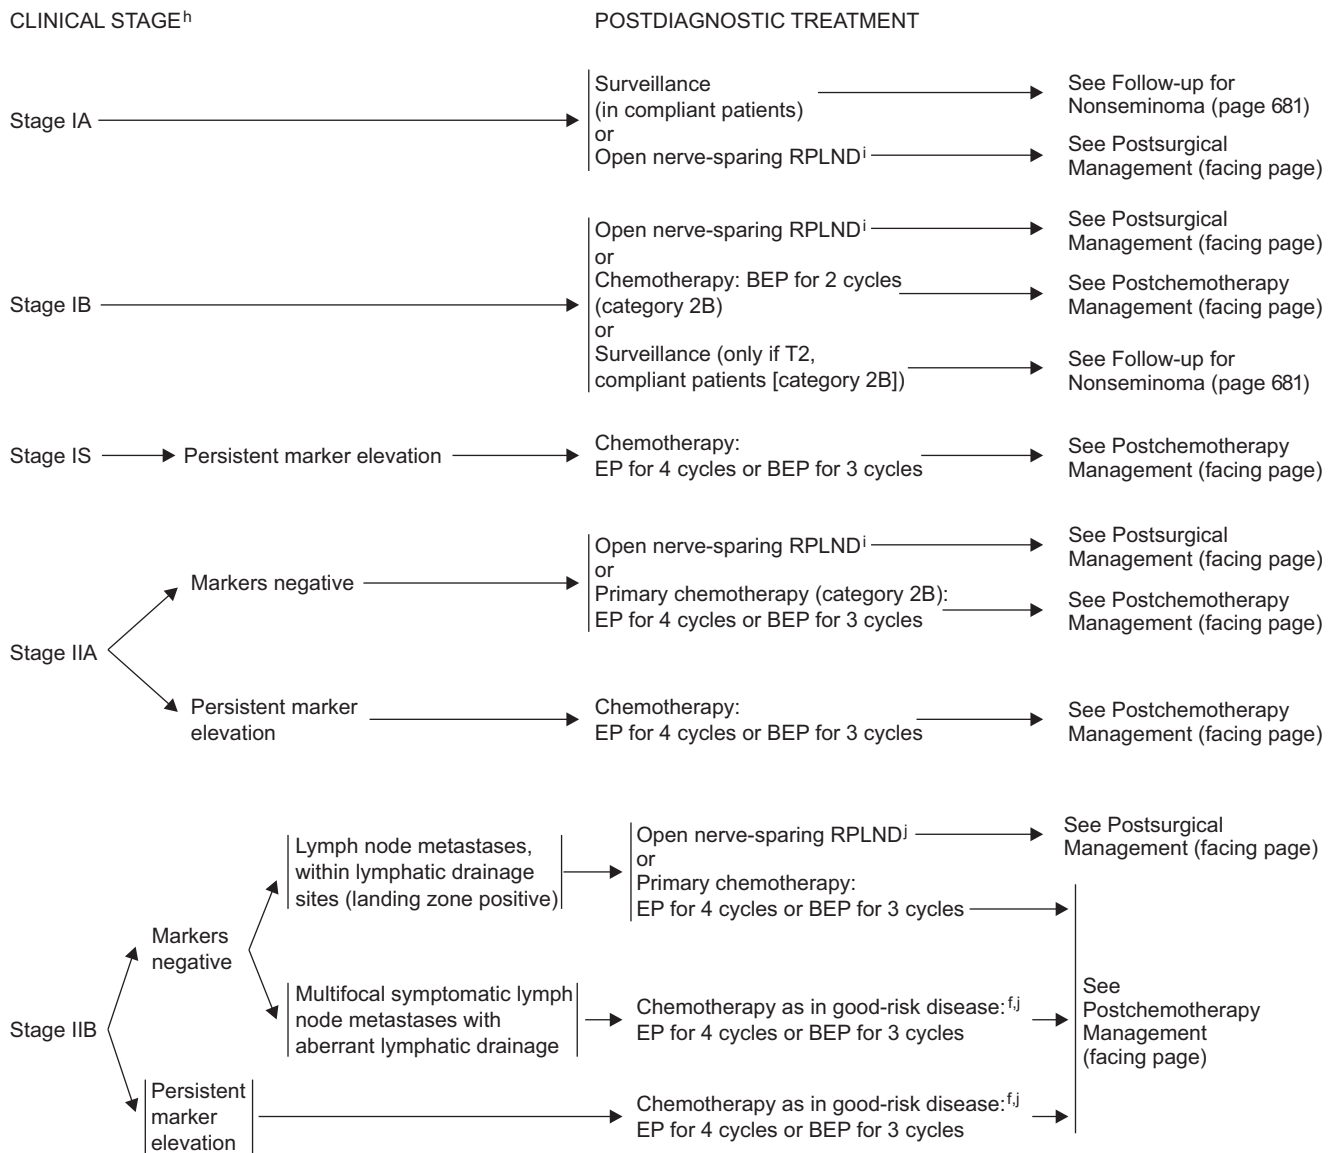 CLINICAL STAGEh
POSTDIAGNOSTIC TREATMENT
Stage IA
Surveillance
(in compliant patients)
or
Open nerve-sparing RPLNDi
See Follow-up for
Nonseminoma (page 681)
See Postsurgical
Management (facing page)
Stage IB
Open nerve-sparing RPLNDi
or
Chemotherapy: BEP for 2 cycles
(category 2B)
or
Surveillance (only if T2,
compliant patients [category 2B])
See Postsurgical
Management (facing page)
See Postchemotherapy
Management (facing page)
See Follow-up for
Nonseminoma (page 681)
Stage IS
Persistent marker elevation
Chemotherapy:
EP for 4 cycles or BEP for 3 cycles
See Postchemotherapy
Management (facing page)
Stage IIA
Markers negative
Open nerve-sparing RPLNDi
or
Primary chemotherapy (category 2B):
EP for 4 cycles or BEP for 3 cycles
See Postsurgical
Management (facing page)
See Postchemotherapy
Management (facing page)
Persistent marker
elevation
Chemotherapy:
EP for 4 cycles or BEP for 3 cycles
See Postchemotherapy
Management (facing page)
Stage IIB
Markers
negative
Lymph node metastases,
within lymphatic drainage
sites (landing zone positive)
Open nerve-sparing RPLNDj
or
Primary chemotherapy:
EP for 4 cycles or BEP for 3 cycles
See Postsurgical
Management (facing page)
Multifocal symptomatic lymph
node metastases with
aberrant lymphatic drainage
Chemotherapy as in good-risk disease:f,j
EP for 4 cycles or BEP for 3 cycles
See
Postchemotherapy
Management
(facing page)
Persistent
marker
elevation
Chemotherapy as in good-risk disease:f,j
EP for 4 cycles or BEP for 3 cycles